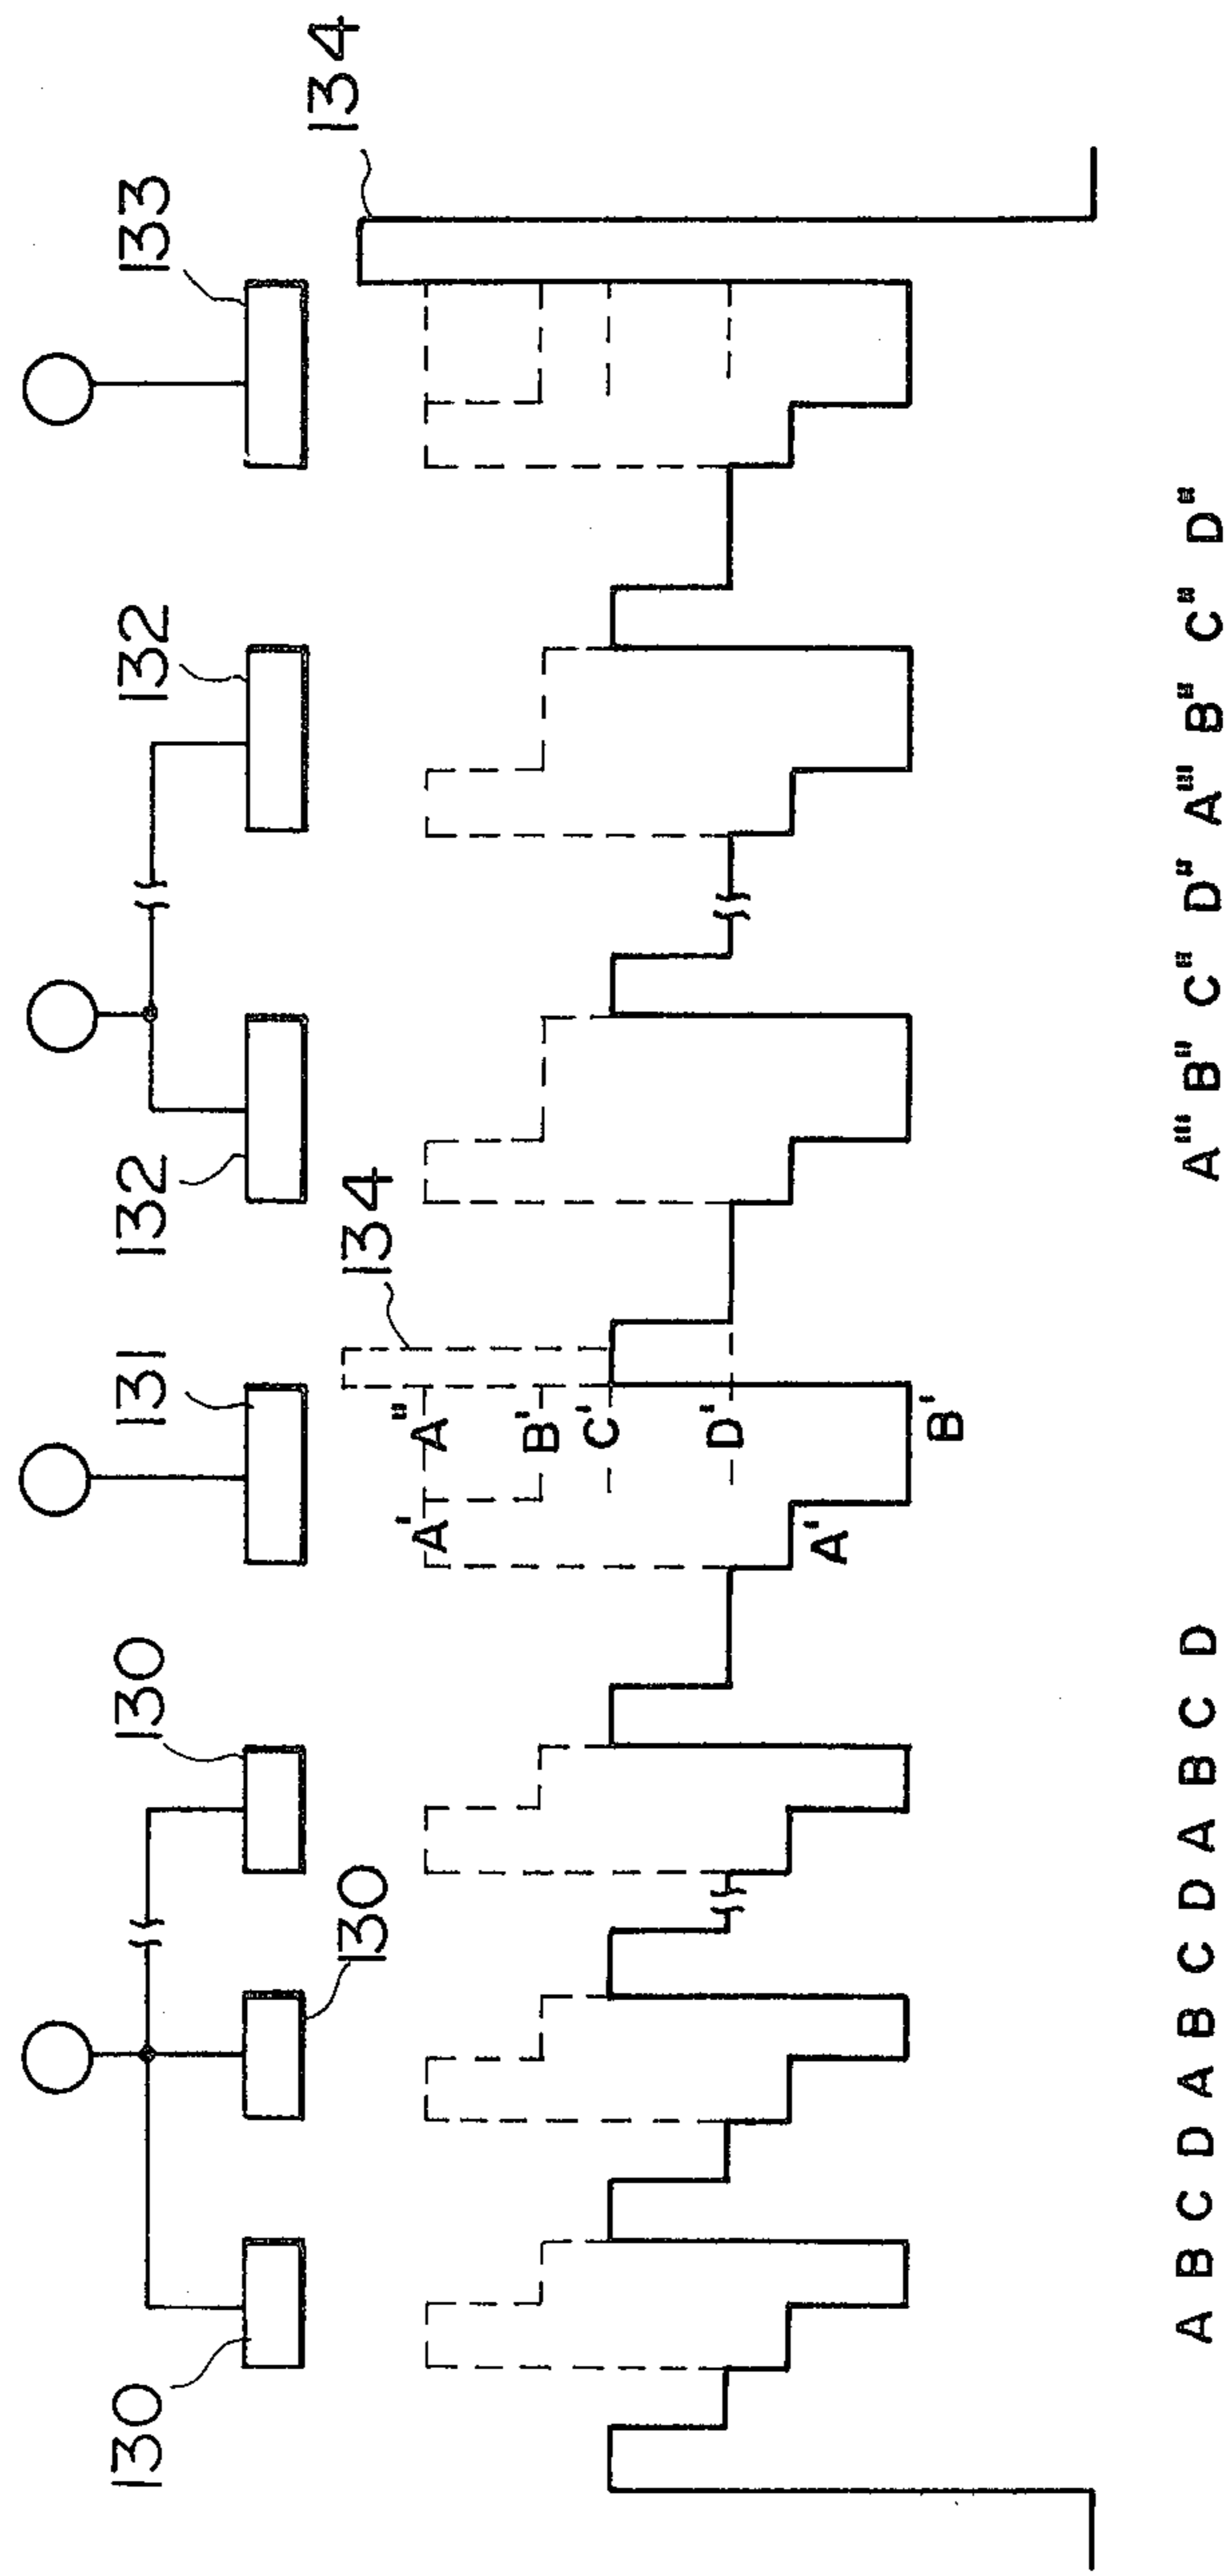 130 130 131 132 132 133
130 134 134
A' A"
B'
C'
D"
A"
B'
A B C D A B C D A B C D A"' B" C" D" A"' B" C" D"